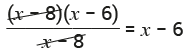 (x − 8)(x − 6)
x − 8
= x − 6